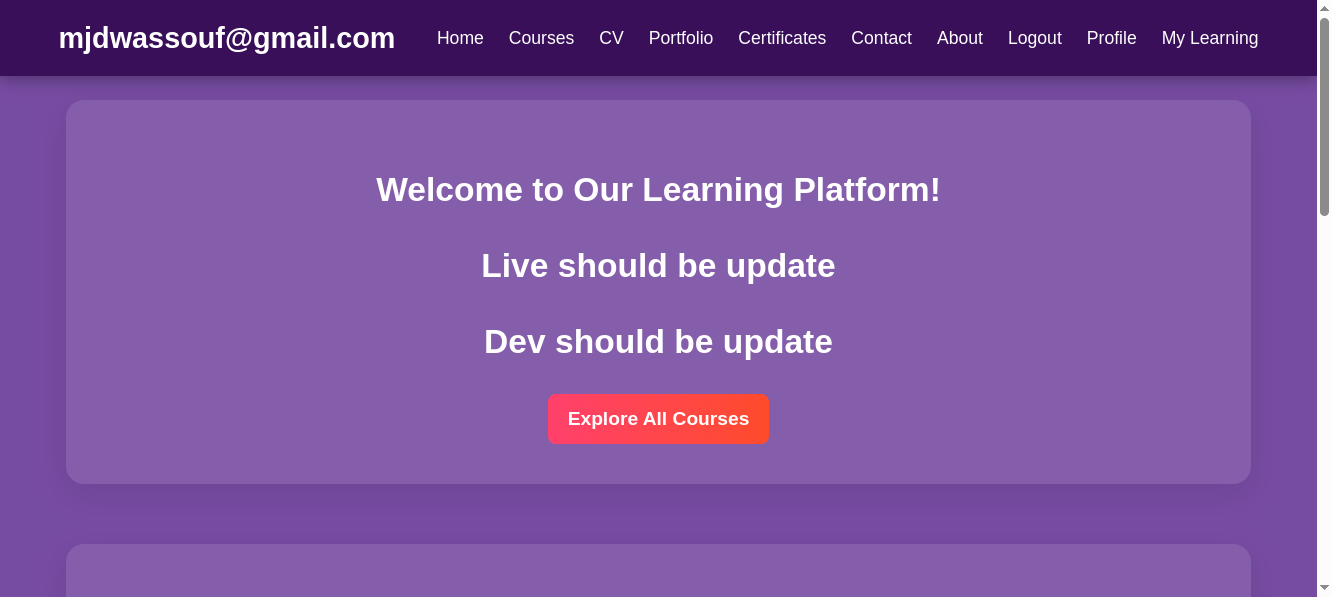 mjdwassouf@gmail.com Home Courses CV Portfolio Certificates Contact About Logout Profile My Learning
Welcome to Our Learning Platform!
Live should be update
Dev should be update
Explore All Courses